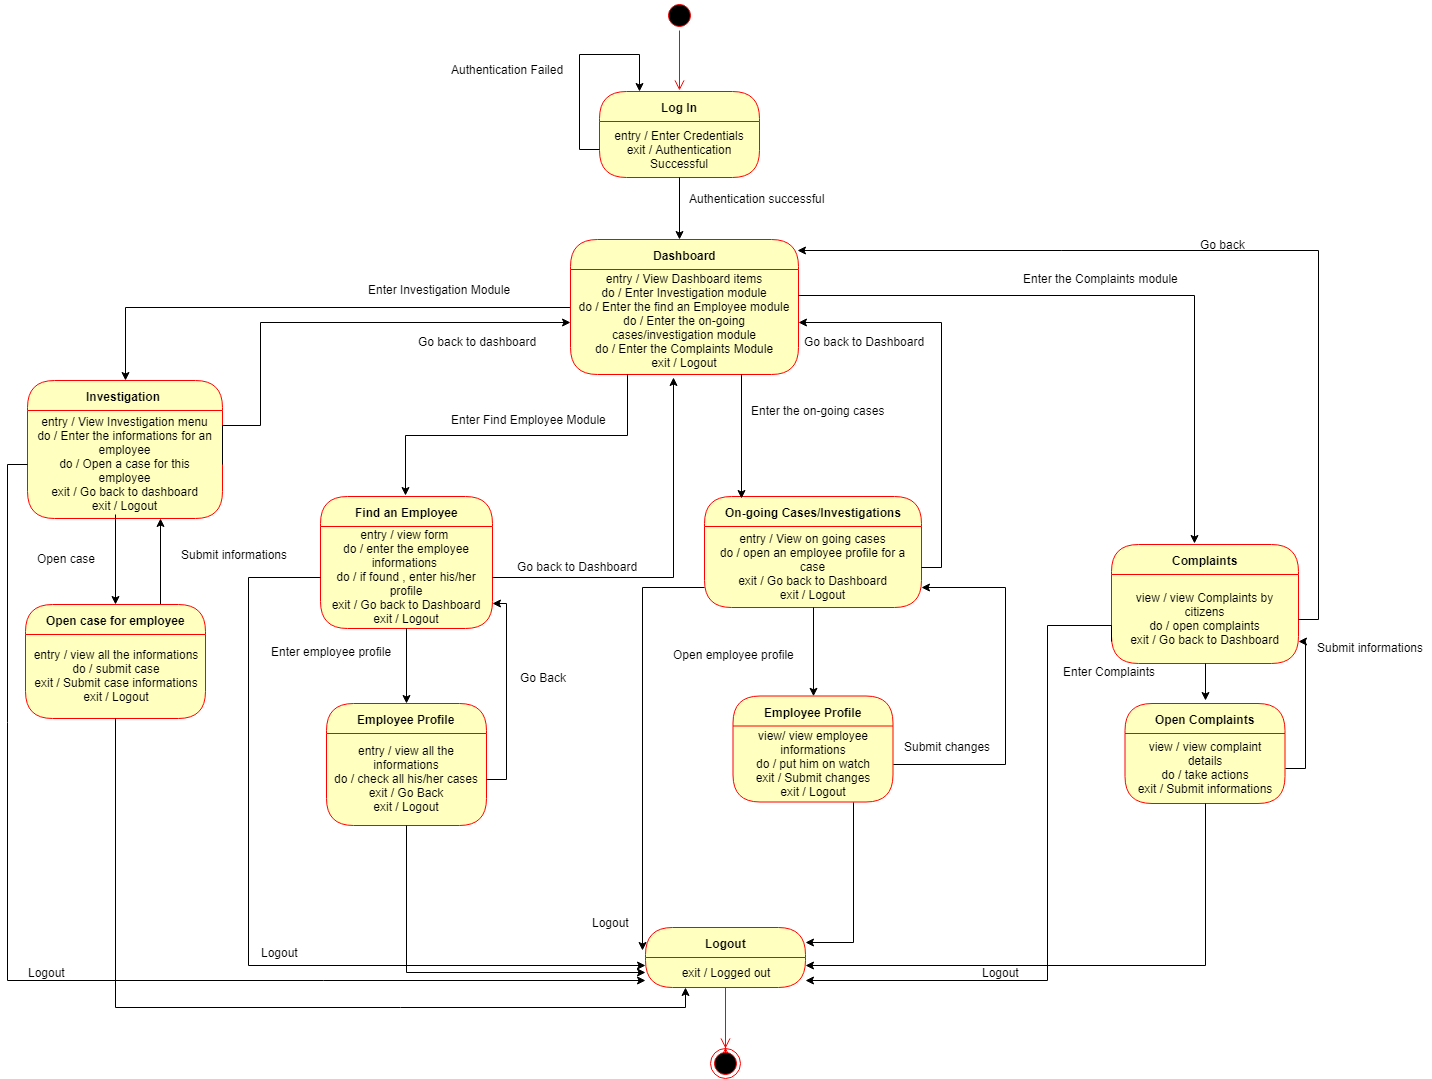 Authentication Failed
Log In
entry / Enter Credentials
exit / Authentication
Successful
Authentication successful
Dashboard
entry / View Dashboard items
do / Enter Investigation module
do / Enter the find an Employee module
do / Enter the on-going
cases/investigation module
do / Enter the Complaints Module
exit / Logout
Go back
Enter the Complaints module
Enter Investigation Module
Go back to dashboard
Go back to Dashboard
Enter Find Employee Module
Enter the on-going cases
Investigation
entry / View Investigation menu
do / Enter the informations for an
employee
do / Open a case for this
employee
exit / Go back to dashboard
exit / Logout
Open case
Submit informations
Open case for employee
entry / view all the informations
do / submit case
exit / Submit case informations
exit / Logout
Find an Employee
entry / view form
do / enter the employee
informations
do / if found , enter his/her
profile
exit / Go back to Dashboard
exit / Logout
Go back to Dashboard
Enter employee profile
Go Back
Employee Profile
entry / view all the
informations
do / check all his/her cases
exit / Go Back
exit / Logout
On-going Cases/Investigations
entry / View on going cases
do / open an employee profile for a
case
exit / Go back to Dashboard
exit / Logout
Open employee profile
Employee Profile
view/ view employee
informations
do / put him on watch
exit / Submit changes
exit / Logout
Submit changes
Complaints
view / view Complaints by
citizens
do / open complaints
exit / Go back to Dashboard
Enter Complaints
Submit informations
Open Complaints
view / view complaint
details
do / take actions
exit / Submit informations
Logout
Logout
Logout
Logout
Logout
exit / Logged out